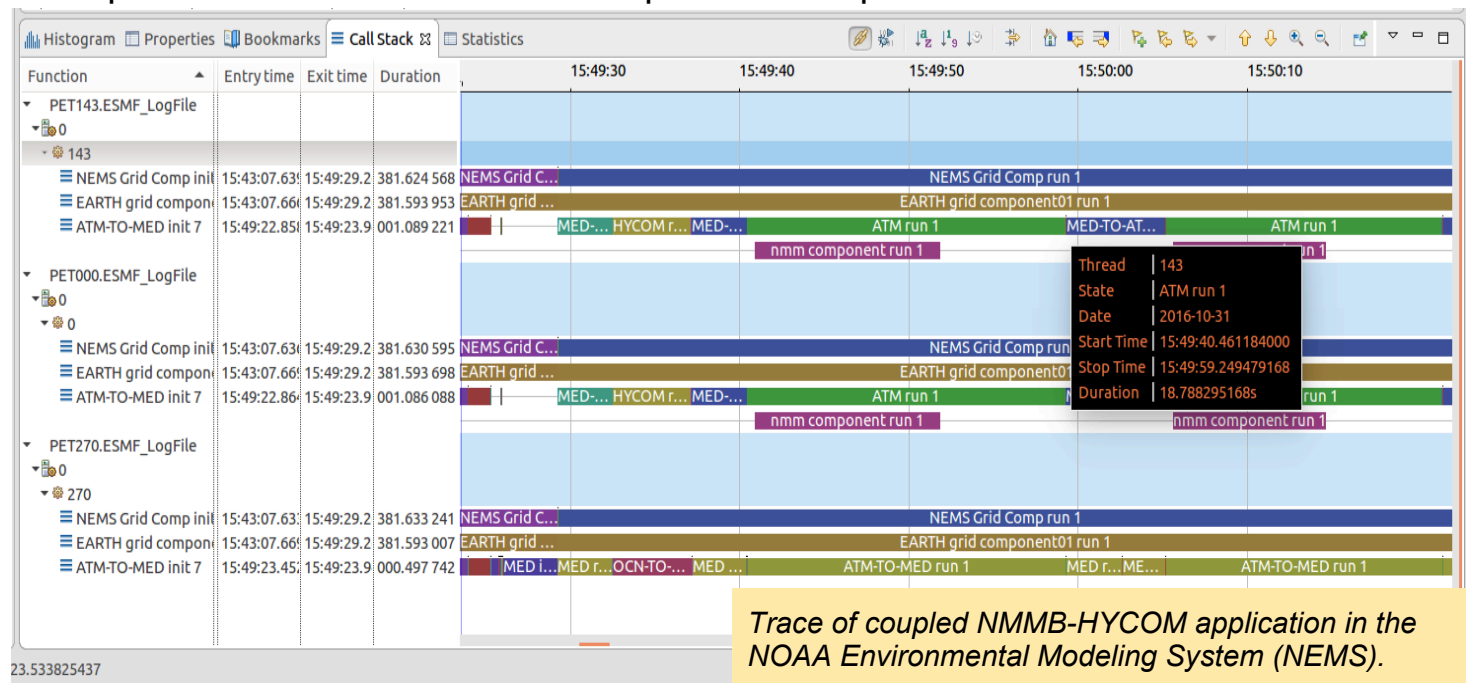 Histogram Properties Bookmarks Call Stack Statistics
Function Entry time Exit time Duration 15:49:30 15:49:40 15:49:50 15:50:00 15:50:10
PET143.ESMF_LogFile
0
143
NEMS Grid Comp init 15:43:07.639 15:49:29.2 381.624 568 NEMS Grid C... NEMS Grid Comp run 1
EARTH grid compone 15:43:07.666 15:49:29.2 381.593 953 EARTH grid ... EARTH grid component01 run 1
ATM-TO-MED init 7 15:49:22.858 15:49:23.9 001.089 221 MED-... HYCOM r... MED-... ATM run 1 MED-TO-AT... ATM run 1
nmm component run 1 un 1
Thread 143
State ATM run 1
Date 2016-10-31
Start Time 15:49:40.461184000
Stop Time 15:49:59.249479168
Duration 18.788295168s
PET000.ESMF_LogFile
0
0
NEMS Grid Comp init 15:43:07.636 15:49:29.2 381.630 595 NEMS Grid C... NEMS Grid Comp run
EARTH grid compone 15:43:07.669 15:49:29.2 381.593 698 EARTH grid ... EARTH grid component01
ATM-TO-MED init 7 15:49:22.864 15:49:23.9 001.086 088 MED-... HYCOM r... MED-... ATM run 1 run 1
nmm component run 1 nmm component run 1
PET270.ESMF_LogFile
0
270
NEMS Grid Comp init 15:43:07.63 15:49:29.2 381.633 241 NEMS Grid C... NEMS Grid Comp run 1
EARTH grid compone 15:43:07.669 15:49:29.2 381.593 007 EARTH grid ... EARTH grid component01 run 1
ATM-TO-MED init 7 15:49:23.452 15:49:23.9 000.497 742 MED i... MED r... OCN-TO-... MED ... ATM-TO-MED run 1 MED r... ME... ATM-TO-MED run 1
Trace of coupled NMMB-HYCOM application in the
NOAA Environmental Modeling System (NEMS).
23.533825437